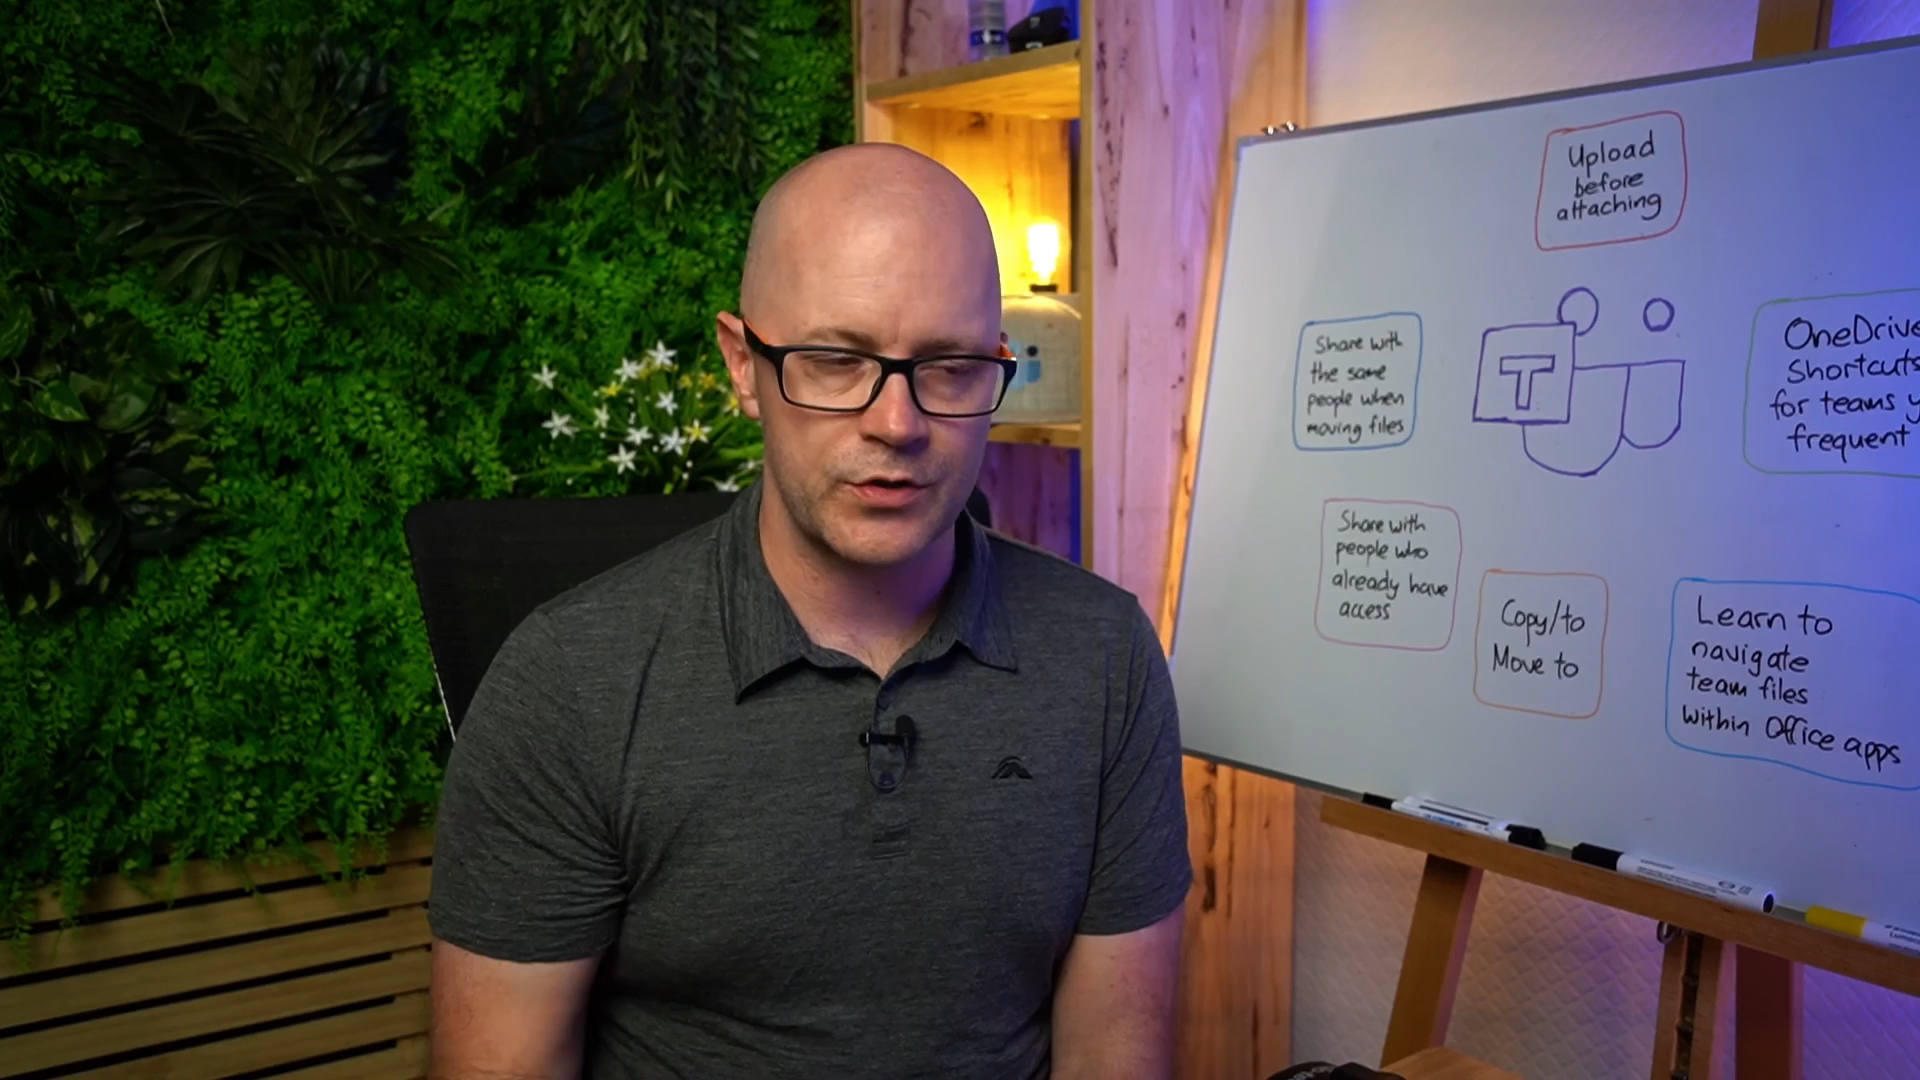 Upload
before
attaching
Share with
the same
people when
moving files
T
OneDrive
Shortcuts
for teams y
frequent
Share with
people who
already have
access
Copy/to
Move to
Learn to
navigate
team files
within Office apps